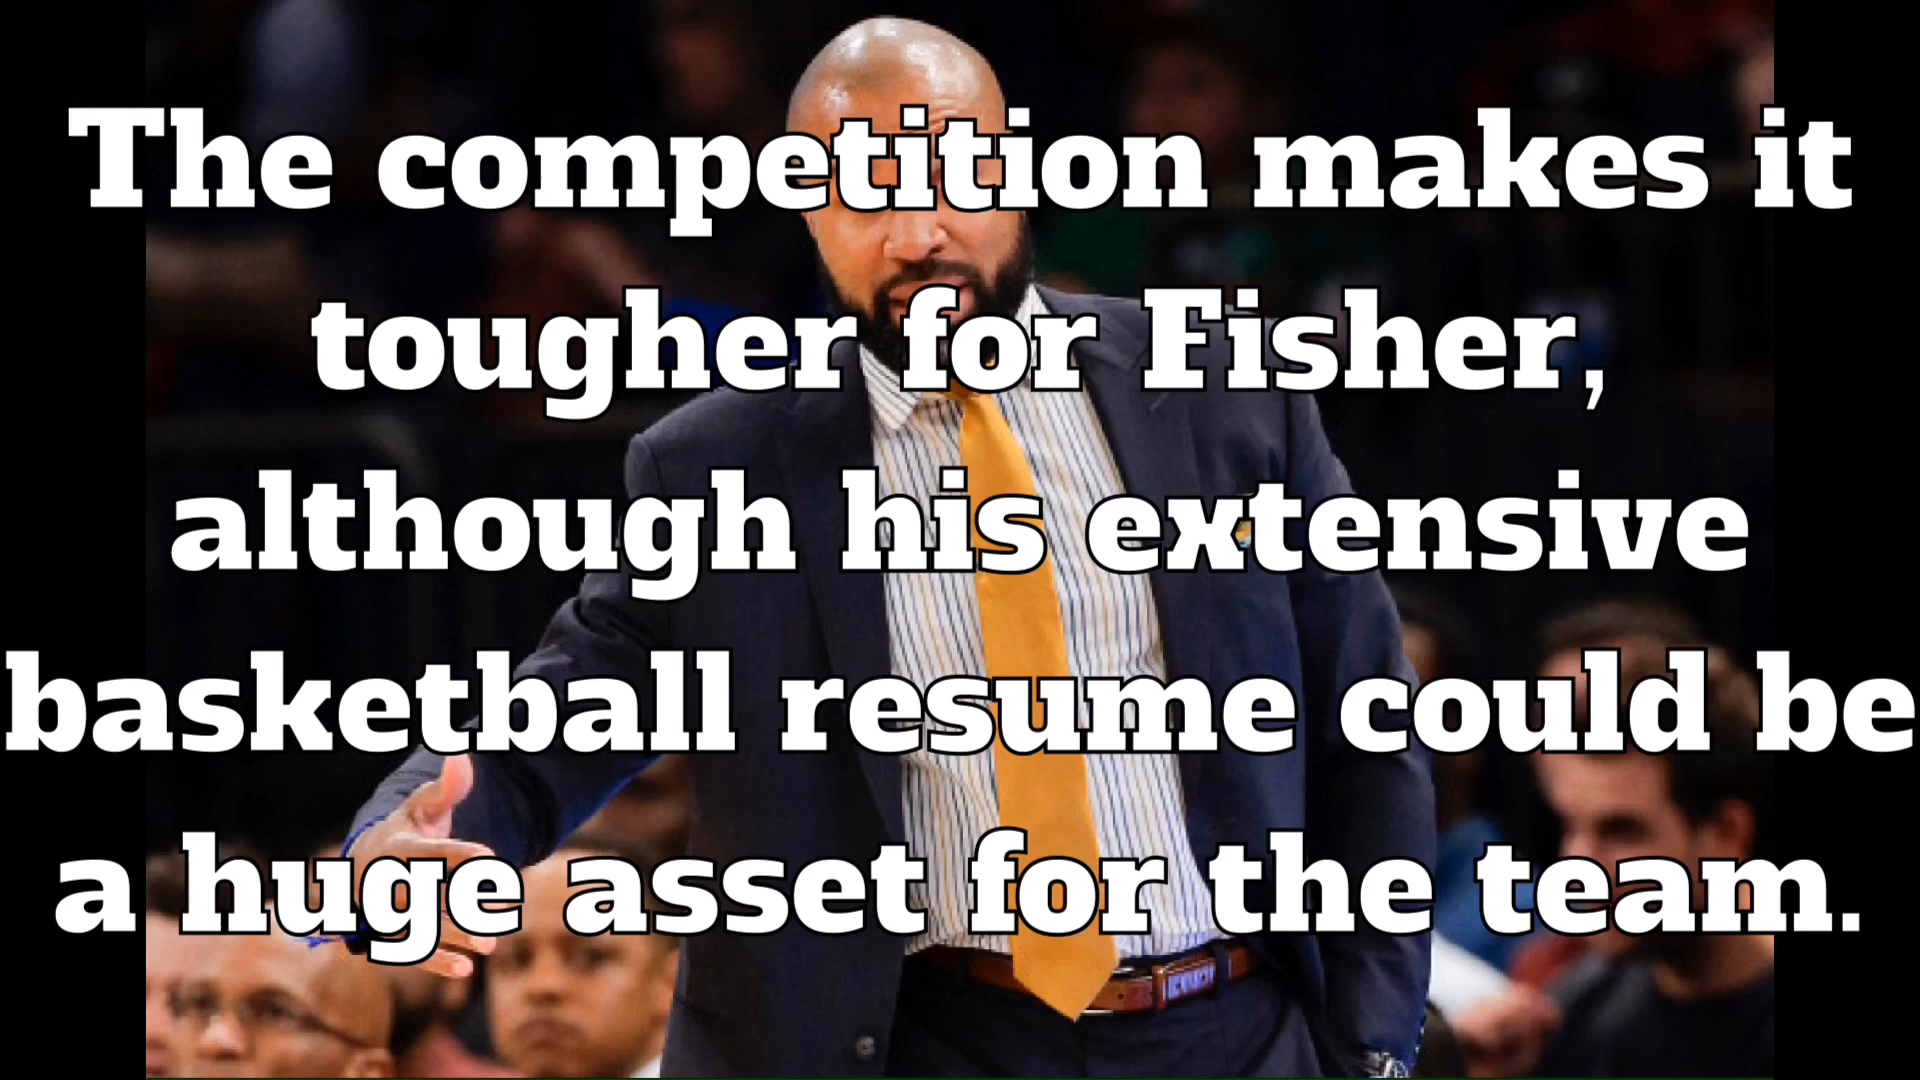 The competition makes it
tougher for Fisher,
although his extensive
basketball resume could be
a huge asset for the team.